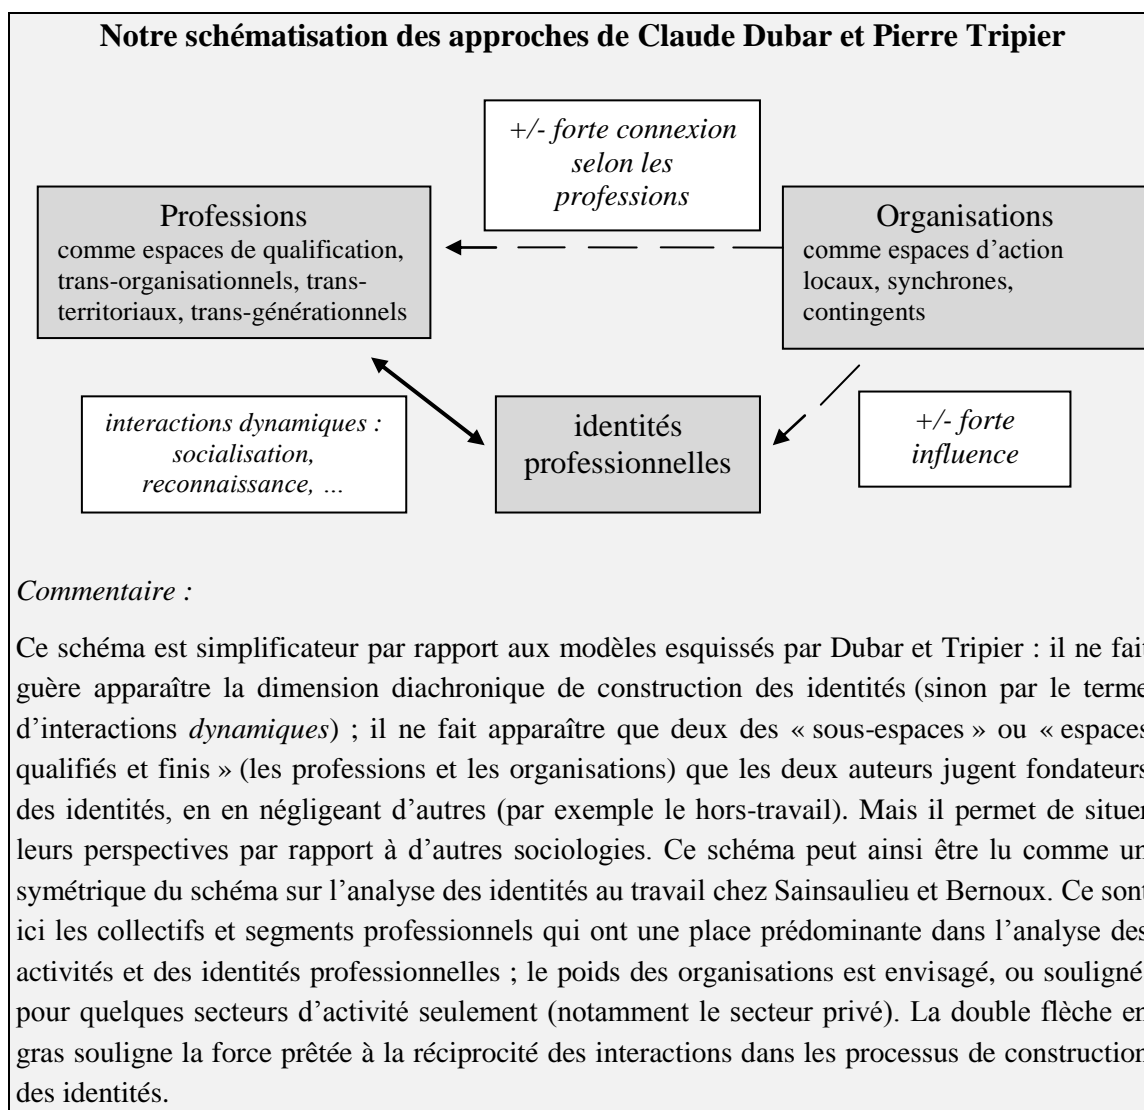 Notre schématisation des approches de Claude Dubar et Pierre Tripier
+/- forte connexion
selon les
professions
Professions
comme espaces de qualification,
trans-organisationnels, trans-
territoriaux, trans-générationnels
Organisations
comme espaces d’action
locaux, synchrones,
contingents
interactions dynamiques :
socialisation,
reconnaissance, …
identités
professionnelles
+/- forte
influence
Commentaire :
Ce schéma est simplificateur par rapport aux modèles esquissés par Dubar et Tripier : il ne fait
guère apparaître la dimension diachronique de construction des identités (sinon par le terme
d’interactions dynamiques) ; il ne fait apparaître que deux des « sous-espaces » ou « espaces
qualifiés et finis » (les professions et les organisations) que les deux auteurs jugent fondateurs
des identités, en en négligeant d’autres (par exemple le hors-travail). Mais il permet de situer
leurs perspectives par rapport à d’autres sociologies. Ce schéma peut ainsi être lu comme un
symétrique du schéma sur l’analyse des identités au travail chez Sainsaulieu et Bernoux. Ce sont
ici les collectifs et segments professionnels qui ont une place prédominante dans l’analyse des
activités et des identités professionnelles ; le poids des organisations est envisagé, ou souligné
pour quelques secteurs d’activité seulement (notamment le secteur privé). La double flèche en
gras souligne la force prêtée à la réciprocité des interactions dans les processus de construction
des identités.